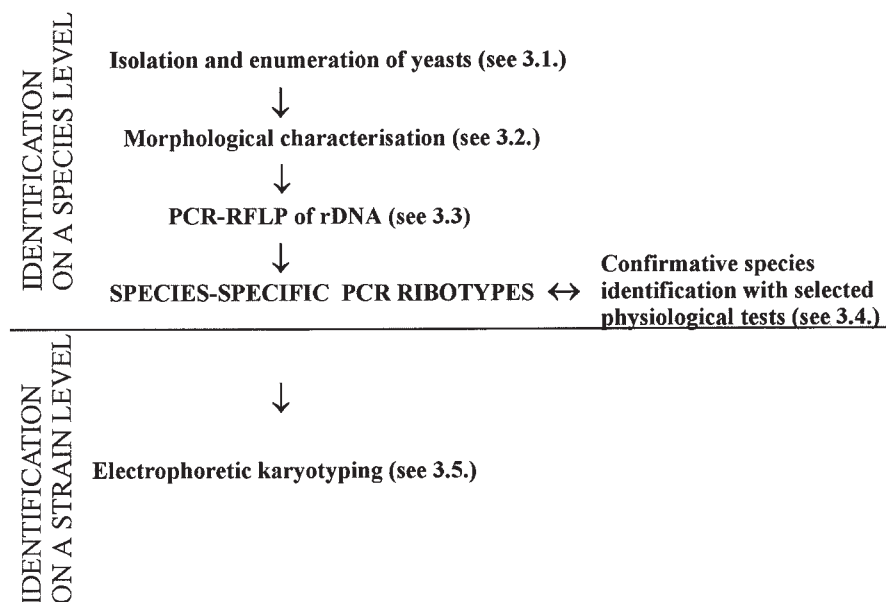 IDENTIFICATION
ON A SPECIES LEVEL
Isolation and enumeration of yeasts (see 3.1.)
↓
Morphological characterisation (see 3.2.)
↓
PCR-RFLP of rDNA (see 3.3)
↓
SPECIES-SPECIFIC PCR RIBOTYPES ↔
Confirmative species
identification with selected
physiological tests (see 3.4.)
IDENTIFICATION
ON A STRAIN LEVEL
↓
Electrophoretic karyotyping (see 3.5.)